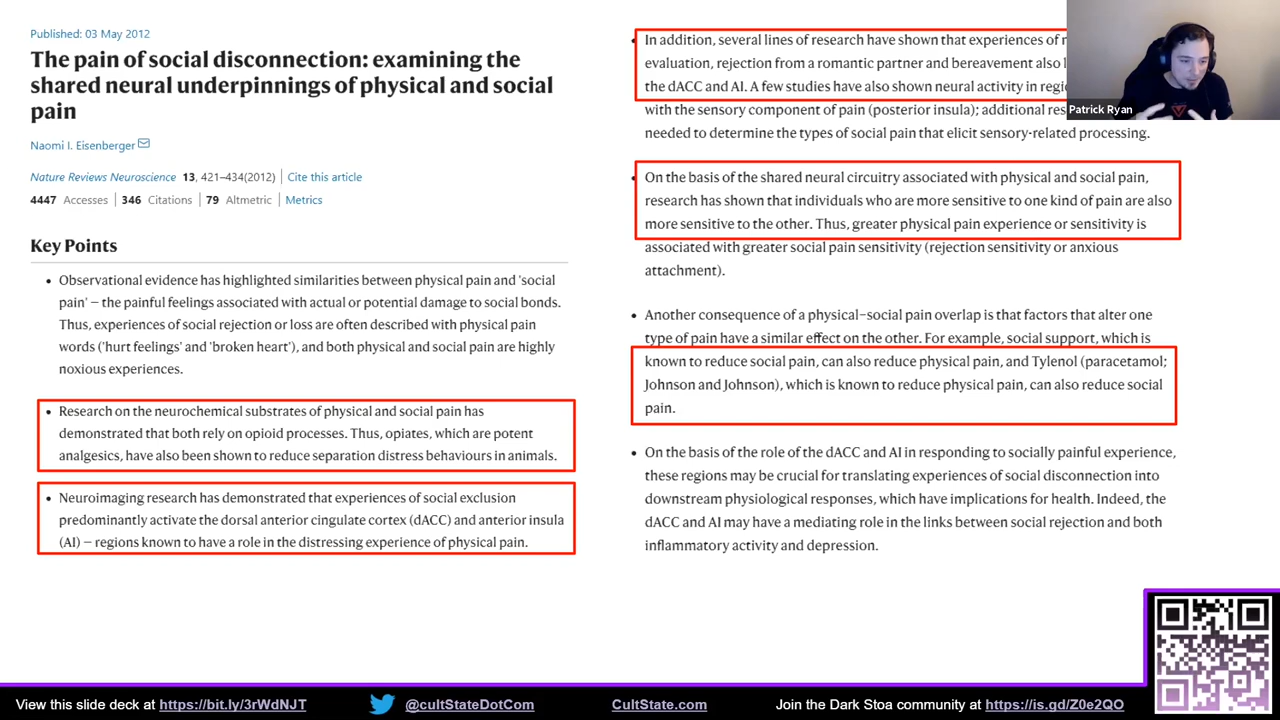 Published: 03 May 2012
The pain of social disconnection: examining the
shared neural underpinnings of physical and social
pain
Naomi I. Eisenberger
Nature Reviews Neuroscience 13, 421–434(2012) | Cite this article
4447 Accesses | 346 Citations | 79 Altmetric | Metrics
Key Points
• Observational evidence has highlighted similarities between physical pain and 'social
pain' — the painful feelings associated with actual or potential damage to social bonds.
Thus, experiences of social rejection or loss are often described with physical pain
words ('hurt feelings' and 'broken heart'), and both physical and social pain are highly
noxious experiences.
• Research on the neurochemical substrates of physical and social pain has
demonstrated that both rely on opioid processes. Thus, opiates, which are potent
analgesics, have also been shown to reduce separation distress behaviours in animals.
• Neuroimaging research has demonstrated that experiences of social exclusion
predominantly activate the dorsal anterior cingulate cortex (dACC) and anterior insula
(AI) — regions known to have a role in the distressing experience of physical pain.
• In addition, several lines of research have shown that experiences of
evaluation, rejection from a romantic partner and bereavement also
the dACC and AI. A few studies have also shown neural activity in
with the sensory component of pain (posterior insula); additional
needed to determine the types of social pain that elicit sensory-related processing.
• On the basis of the shared neural circuitry associated with physical and social pain,
research has shown that individuals who are more sensitive to one kind of pain are also
more sensitive to the other. Thus, greater physical pain experience or sensitivity is
associated with greater social pain sensitivity (rejection sensitivity or anxious
attachment).
• Another consequence of a physical–social pain overlap is that factors that alter one
type of pain have a similar effect on the other. For example, social support, which is
known to reduce social pain, can also reduce physical pain, and Tylenol (paracetamol;
Johnson and Johnson), which is known to reduce physical pain, can also reduce social
pain.
• On the basis of the role of the dACC and AI in responding to socially painful experience,
these regions may be crucial for translating experiences of social disconnection into
downstream physiological responses, which have implications for health. Indeed, the
dACC and AI may have a mediating role in the links between social rejection and both
inflammatory activity and depression.
Patrick Ryan
View this slide deck at https://bit.ly/3rWdNJT
@cultStateDotCom
CultState.com
Join the Dark Stoa community at https://is.gd/Z0e2QO